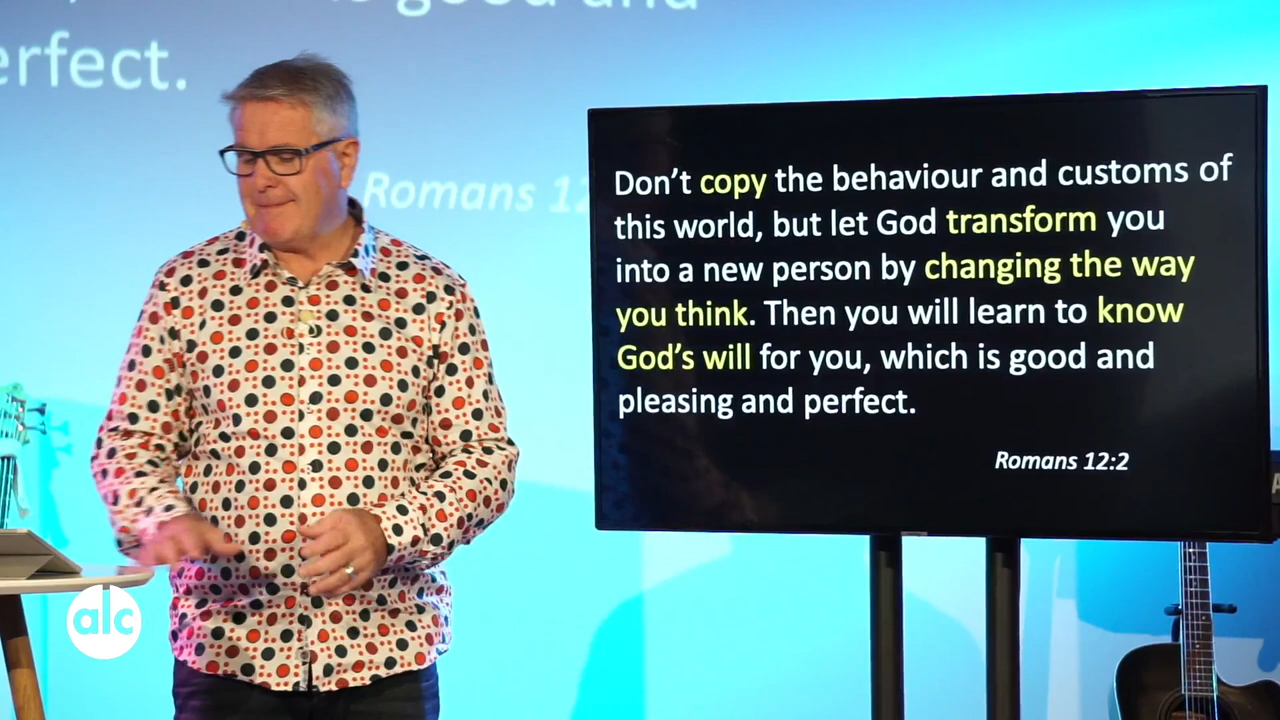 good and
erfect.
Romans 12
Don't copy the behaviour and customs of
this world, but let God transform you
into a new person by changing the way
you think. Then you will learn to know
God's will for you, which is good and
pleasing and perfect.
Romans 12:2
alc